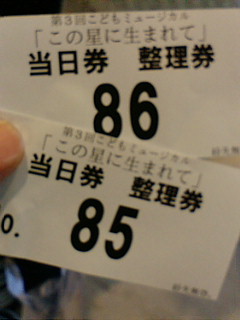 第3回こどもミュージカル
「この星に生まれて」
当日券 整理券
86
第3回こどもミュージカル
「この星に生まれて」
当日券 整理券
o.
85